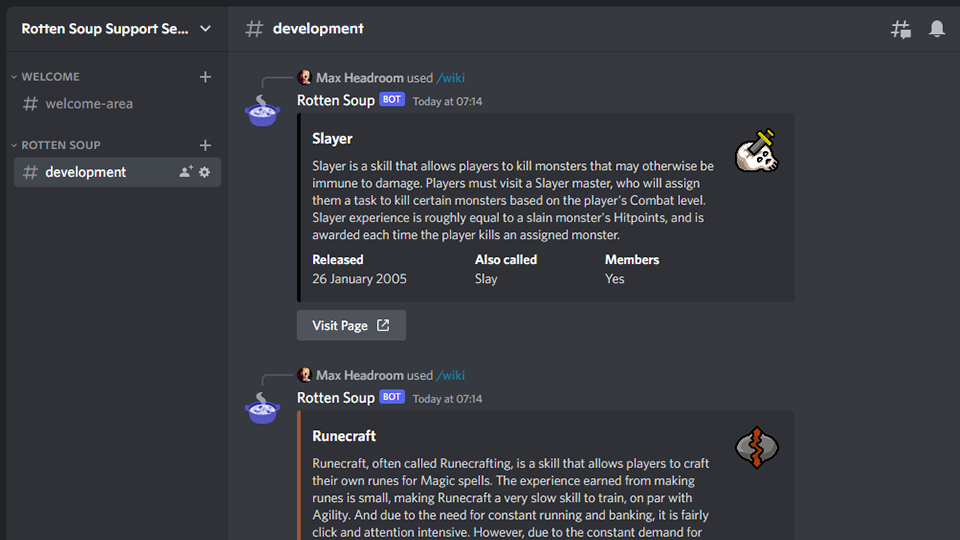 Rotten Soup Support Se...
# development
WELCOME
# welcome-area
ROTTEN SOUP
# development
Max Headroom used /wiki
Rotten Soup BOT Today at 07:14
Slayer
Slayer is a skill that allows players to kill monsters that may otherwise be
immune to damage. Players must visit a Slayer master, who will assign
them a task to kill certain monsters based on the player's Combat level.
Slayer experience is roughly equal to a slain monster's Hitpoints, and is
awarded each time the player kills an assigned monster.
Released Also called Members
26 January 2005 Slay Yes
Visit Page
Max Headroom used /wiki
Rotten Soup BOT Today at 07:14
Runecraft
Runecraft, often called Runecrafting, is a skill that allows players to craft
their own runes for Magic spells. The experience earned from making
runes is small, making Runecraft a very slow skill to train, on par with
Agility. And due to the need for constant running and banking, it is fairly
click and attention intensive. However, due to the constant demand for